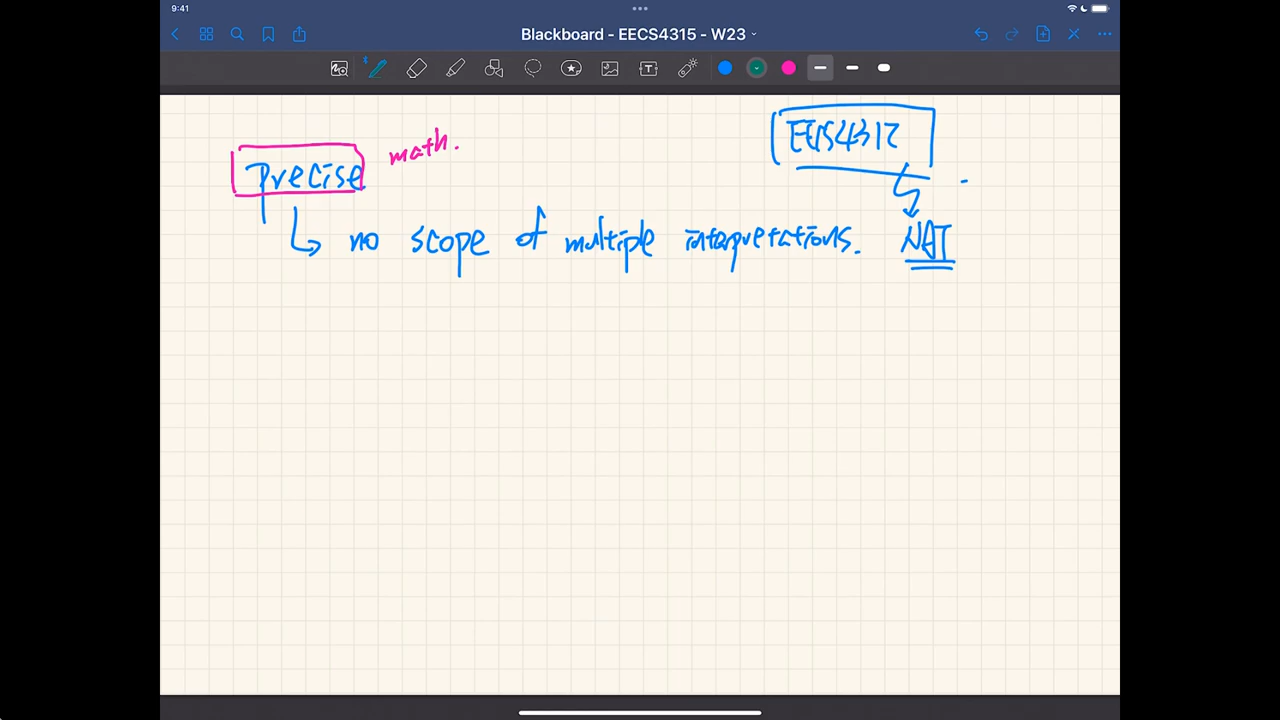 9:41
Blackboard - EECS4315 - W23
EECS4312
Precise math.
no scope of multiple interpretations. NAT